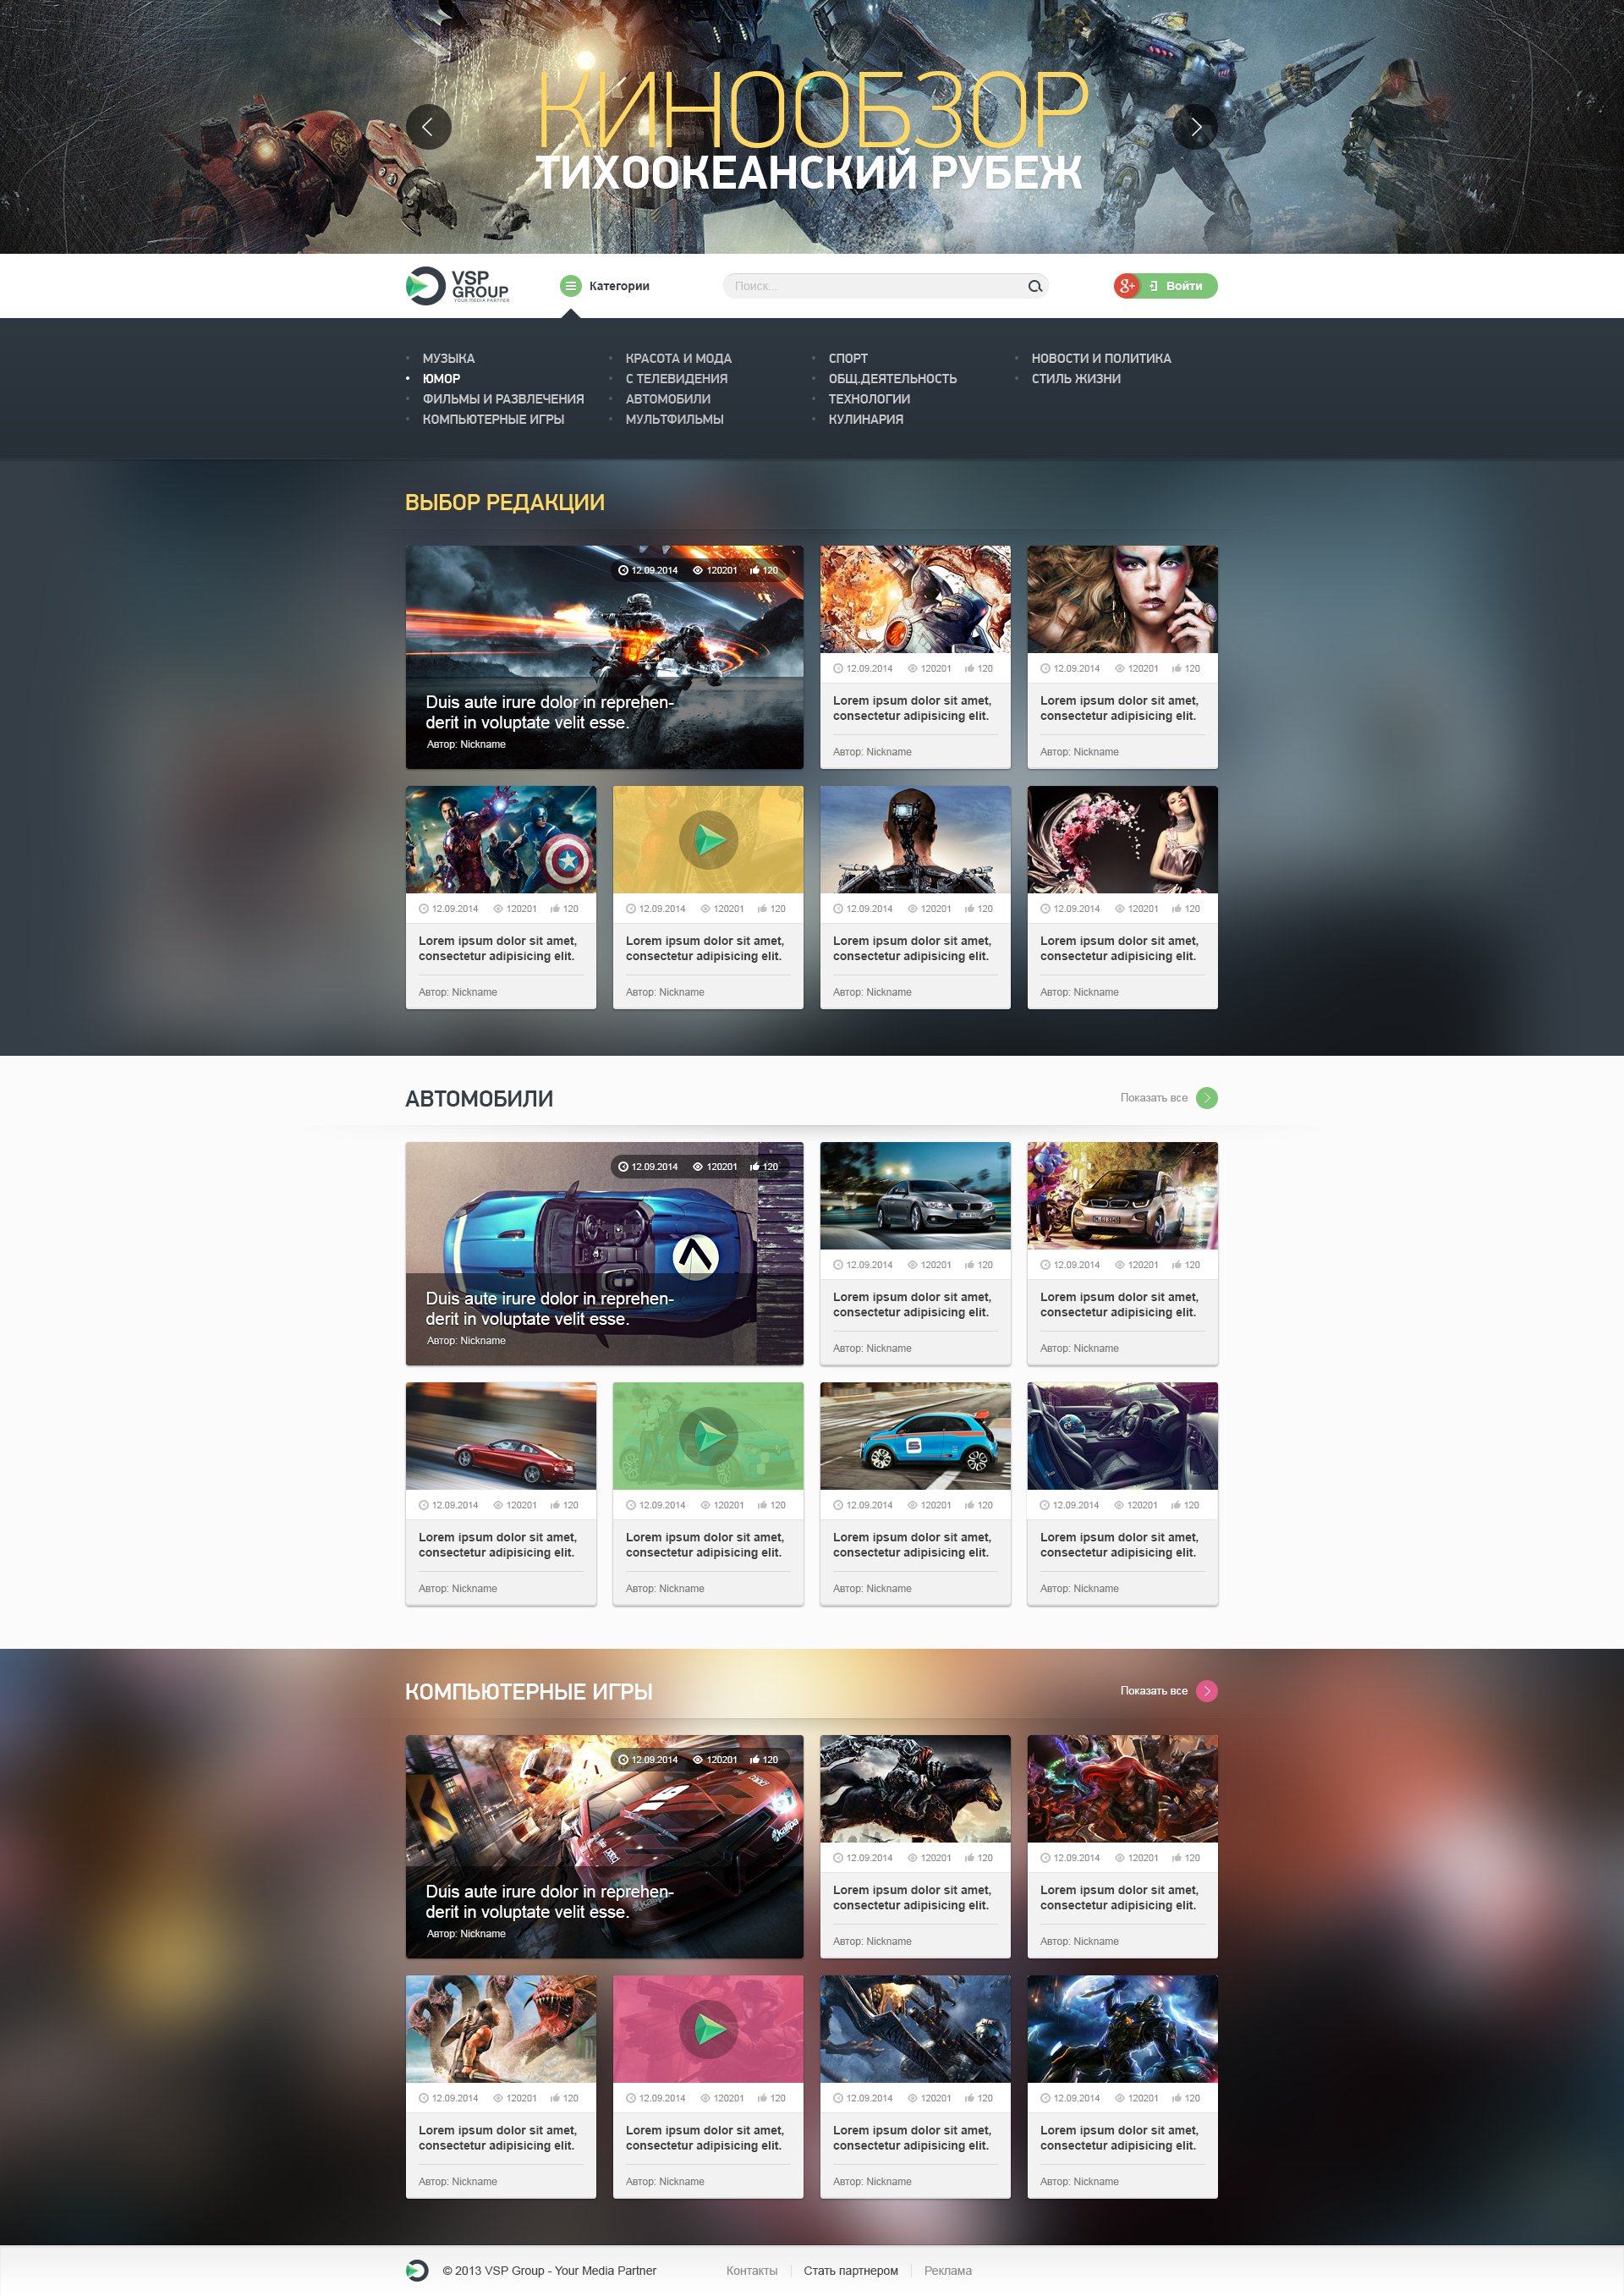 КИНООБЗОР
ТИХООКЕАНСКИЙ РУБЕЖ
VSP
GROUP
YOUR MEDIA PARTNER
Категории
Поиск...
g+
Войти
МУЗЫКА
ЮМОР
ФИЛЬМЫ И РАЗВЛЕЧЕНИЯ
КОМПЬЮТЕРНЫЕ ИГРЫ
КРАСОТА И МОДА
С ТЕЛЕВИДЕНИЯ
АВТОМОБИЛИ
МУЛЬТФИЛЬМЫ
СПОРТ
ОБЩ.ДЕЯТЕЛЬНОСТЬ
ТЕХНОЛОГИИ
КУЛИНАРИЯ
НОВОСТИ И ПОЛИТИКА
СТИЛЬ ЖИЗНИ
ВЫБОР РЕДАКЦИИ
12.09.2014 120201 120
Duis aute irure dolor in reprehen-
derit in voluptate velit esse.
Автор: Nickname
12.09.2014 120201 120
Lorem ipsum dolor sit amet,
consectetur adipisicing elit.
Автор: Nickname
12.09.2014 120201 120
Lorem ipsum dolor sit amet,
consectetur adipisicing elit.
Автор: Nickname
12.09.2014 120201 120
Lorem ipsum dolor sit amet,
consectetur adipisicing elit.
Автор: Nickname
12.09.2014 120201 120
Lorem ipsum dolor sit amet,
consectetur adipisicing elit.
Автор: Nickname
12.09.2014 120201 120
Lorem ipsum dolor sit amet,
consectetur adipisicing elit.
Автор: Nickname
12.09.2014 120201 120
Lorem ipsum dolor sit amet,
consectetur adipisicing elit.
Автор: Nickname
АВТОМОБИЛИ
Показать все
12.09.2014 120201 120
Duis aute irure dolor in reprehen-
derit in voluptate velit esse.
Автор: Nickname
12.09.2014 120201 120
Lorem ipsum dolor sit amet,
consectetur adipisicing elit.
Автор: Nickname
12.09.2014 120201 120
Lorem ipsum dolor sit amet,
consectetur adipisicing elit.
Автор: Nickname
12.09.2014 120201 120
Lorem ipsum dolor sit amet,
consectetur adipisicing elit.
Автор: Nickname
12.09.2014 120201 120
Lorem ipsum dolor sit amet,
consectetur adipisicing elit.
Автор: Nickname
12.09.2014 120201 120
Lorem ipsum dolor sit amet,
consectetur adipisicing elit.
Автор: Nickname
12.09.2014 120201 120
Lorem ipsum dolor sit amet,
consectetur adipisicing elit.
Автор: Nickname
КОМПЬЮТЕРНЫЕ ИГРЫ
Показать все
12.09.2014 120201 120
Duis aute irure dolor in reprehen-
derit in voluptate velit esse.
Автор: Nickname
12.09.2014 120201 120
Lorem ipsum dolor sit amet,
consectetur adipisicing elit.
Автор: Nickname
12.09.2014 120201 120
Lorem ipsum dolor sit amet,
consectetur adipisicing elit.
Автор: Nickname
12.09.2014 120201 120
Lorem ipsum dolor sit amet,
consectetur adipisicing elit.
Автор: Nickname
12.09.2014 120201 120
Lorem ipsum dolor sit amet,
consectetur adipisicing elit.
Автор: Nickname
12.09.2014 120201 120
Lorem ipsum dolor sit amet,
consectetur adipisicing elit.
Автор: Nickname
12.09.2014 120201 120
Lorem ipsum dolor sit amet,
consectetur adipisicing elit.
Автор: Nickname
© 2013 VSP Group - Your Media Partner
Контакты
Стать партнером
Реклама